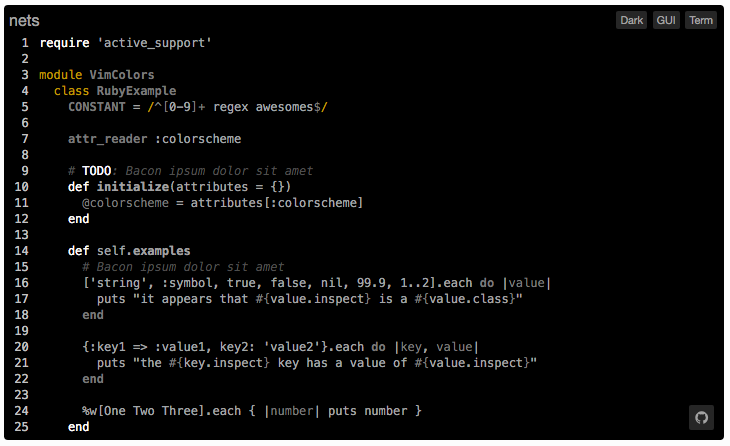 nets
Dark GUI Term
1 require 'active_support'
2
3 module VimColors
4   class RubyExample
5     CONSTANT = /^[0-9]+ regex awesomes$/
6
7     attr_reader :colorscheme
8
9     # TODO: Bacon ipsum dolor sit amet
10     def initialize(attributes = {})
11       @colorscheme = attributes[:colorscheme]
12     end
13
14     def self.examples
15       # Bacon ipsum dolor sit amet
16       ['string', :symbol, true, false, nil, 99.9, 1..2].each do |value|
17         puts "it appears that #{value.inspect} is a #{value.class}"
18       end
19
20       {:key1 => :value1, key2: 'value2'}.each do |key, value|
21         puts "the #{key.inspect} key has a value of #{value.inspect}"
22       end
23
24       %w[One Two Three].each { |number| puts number }
25     end